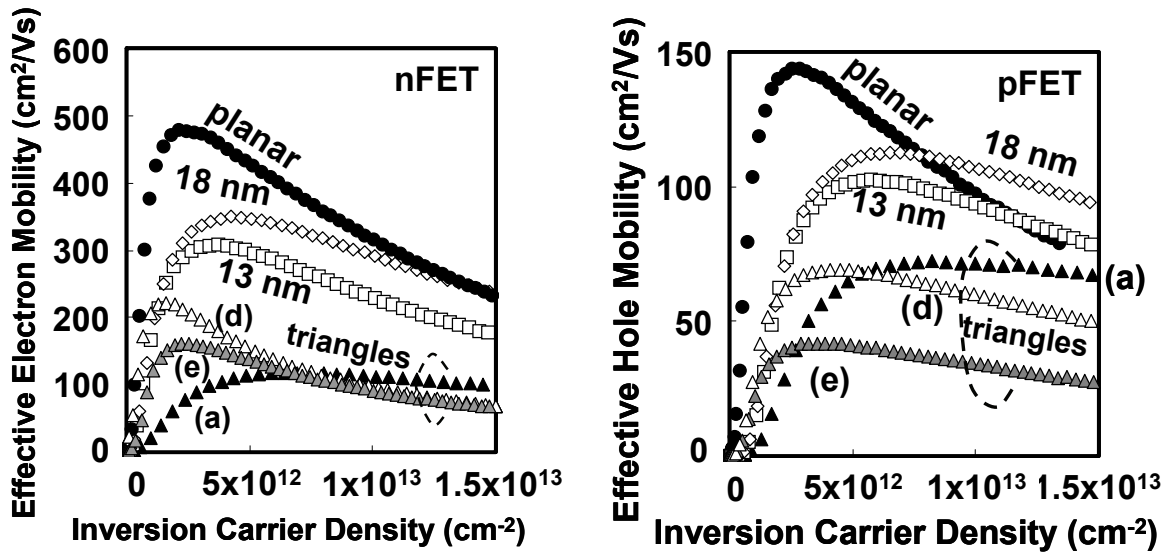 Effective Electron Mobility (cm²/Vs)
600
500
400
300
200
100
0
nFET
planar
18 nm
13 nm
(d)
triangles
(e)
(a)
0 5x10¹² 1x10¹³ 1.5x10¹³
Inversion Carrier Density (cm⁻²)
Effective Hole Mobility (cm²/Vs)
150
100
50
0
pFET
planar
18 nm
13 nm
(a)
(d)
triangles
(e)
0 5x10¹² 1x10¹³ 1.5x10¹³
Inversion Carrier Density (cm⁻²)